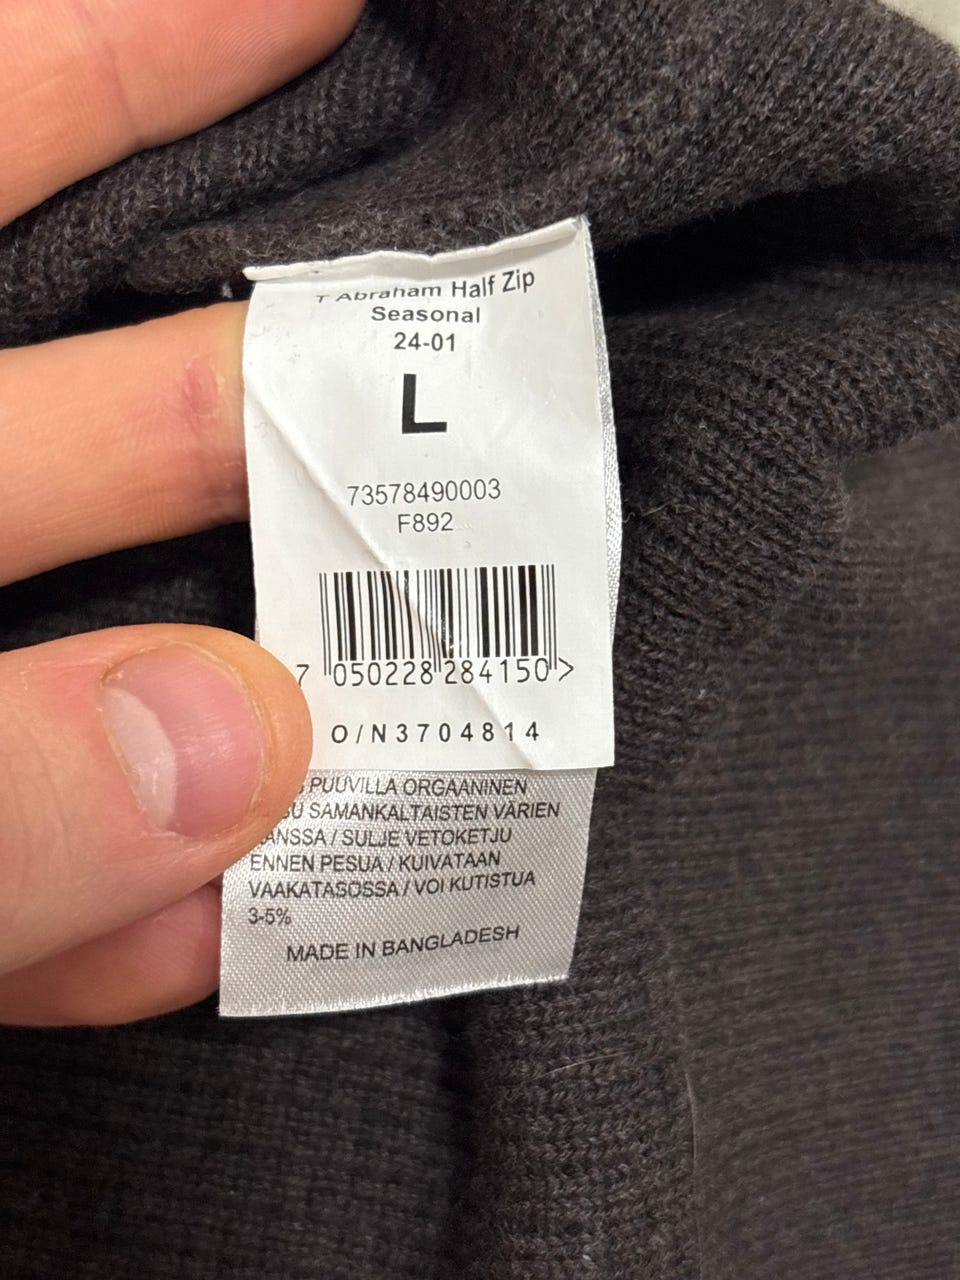 Abraham Half Zip
Seasonal
24-01
L
73578490003
F892
7 050228 284150>
O/N3704814
PUUVILLA ORGAANINEN
SAMANKALTAISTEN VÄRIEN
/ SULJE VETOKETJU
ENNEN PESUA / KUIVATAAN
VAAKATASOSSA / VOI KUTISTUA
3-5%
MADE IN BANGLADESH